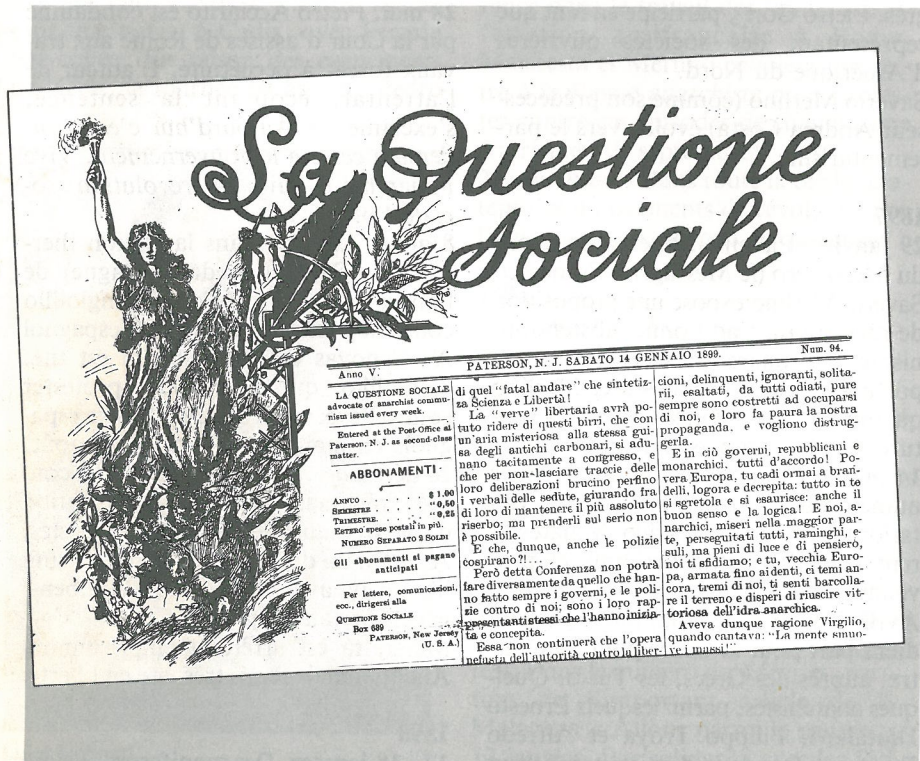 La Questione
sociale
Anno V.
PATERSON, N. J. SABATO 14 GENNAIO 1899.
Num. 94.
LA QUESTIONE SOCIALE
advocate of anarchist commu-
nism issued every week.
Entered at the Post-Office at
Paterson, N. J. as second-class
matter.
ABBONAMENTI
ANNUO . . . . . . $ 1,00
SEMESTRE . . . . . "0,50
TRIMESTRE . . . . . "0,25
ESTERO spese postali in più.
NUMERO SEPARATO 2 SOLDI
Gli abbonamenti si pagano
anticipati
Per lettere, comunicazioni,
ecc., dirigersi alla
QUESTIONE SOCIALE
BOX 689
PATERSON, New Jersey
(U. S. A.)
di quel "fatal andare" che sintetiz-
za Scienza e Libertà!
La "verve" libertaria avrà po-
tuto ridere di questi birri, che con
un'aria misteriosa alla stessa gui-
sa degli antichi carbonari, si adu-
nano tacitamente a congresso, e
che per non lasciare traccie delle
loro deliberazioni brucino perfino
i verbali delle sedute, giurando fra
di loro di mantenere il più assoluto
riserbo; ma prenderli sul serio non
è possibile.
E che, dunque, anche le polizie
cospirano?!...
Però detta Conferenza non potrà
fare diversamente da quello che han-
no fatto sempre i governi, e le poli-
zie contro di noi; sono i loro rap-
presentanti stessi che l'hanno inizia-
ta e concepita.
Essa non continuerà che l'opera
nefasta dell'autorità contro la liber-
cioni, delinquenti, ignoranti, solita-
rii, esaltati, da tutti odiati, pure
sempre sono costretti ad occuparsi
di noi, e loro fa paura la nostra
propaganda, e vogliono distrug-
gerla.
E in ciò governi, repubblicani e
monarchici, tutti d'accordo! Po-
vera Europa, tu cadi ormai a bran-
delli, logora e decrepita: tutto in te
si sgretola e si esaurisce: anche il
buon senso e la logica! E noi, a-
narchici, miseri nella maggior par-
te, perseguitati tutti, raminghi, e-
suli, ma pieni di luce e di pensiero,
noi ti sfidiamo; e tu, vecchia Euro-
pa, armata fino ai denti, ci temi an-
cora, tremi di noi, ti senti barcolla-
re il terreno e disperi di riuscire vit-
toriosa dell'idra anarchica.
Aveva dunque ragione Virgilio,
quando cantava: "La mente smuo-
ve i massi!"